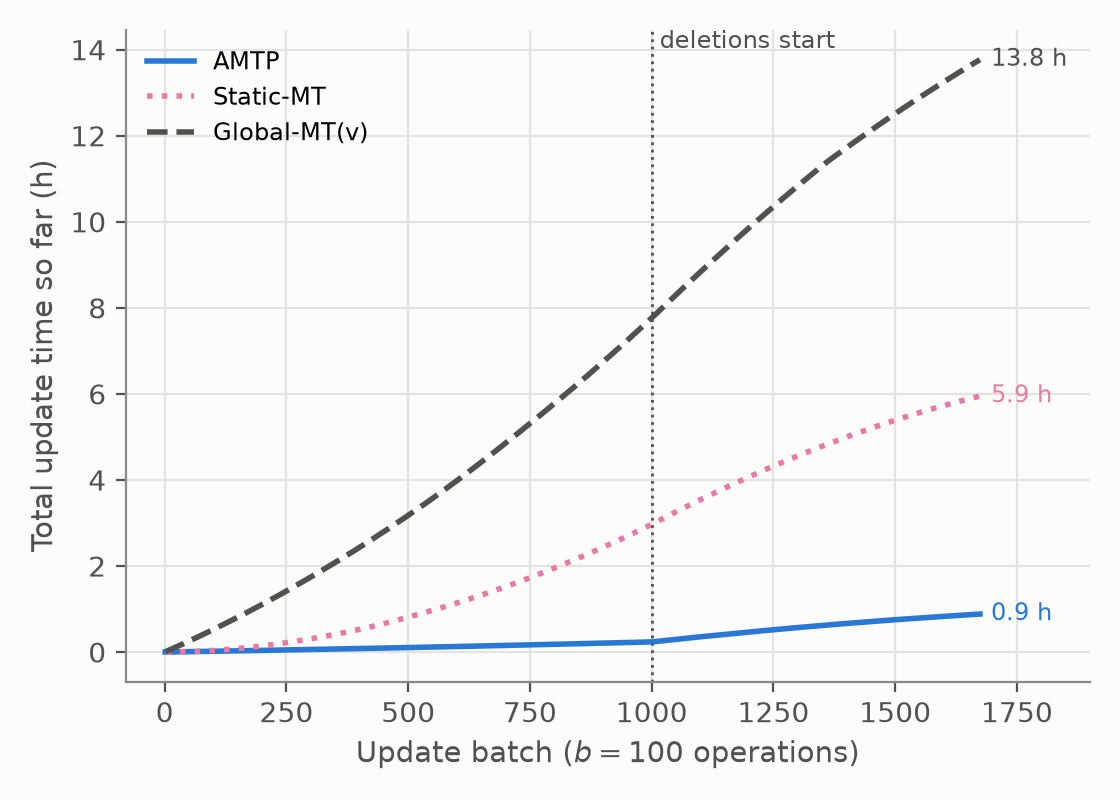 deletions start
AMTP
Static-MT
Global-MT(v)
13.8 h
5.9 h
0.9 h
Total update time so far (h)
14
12
10
8
6
4
2
0
0 250 500 750 1000 1250 1500 1750
Update batch (b = 100 operations)